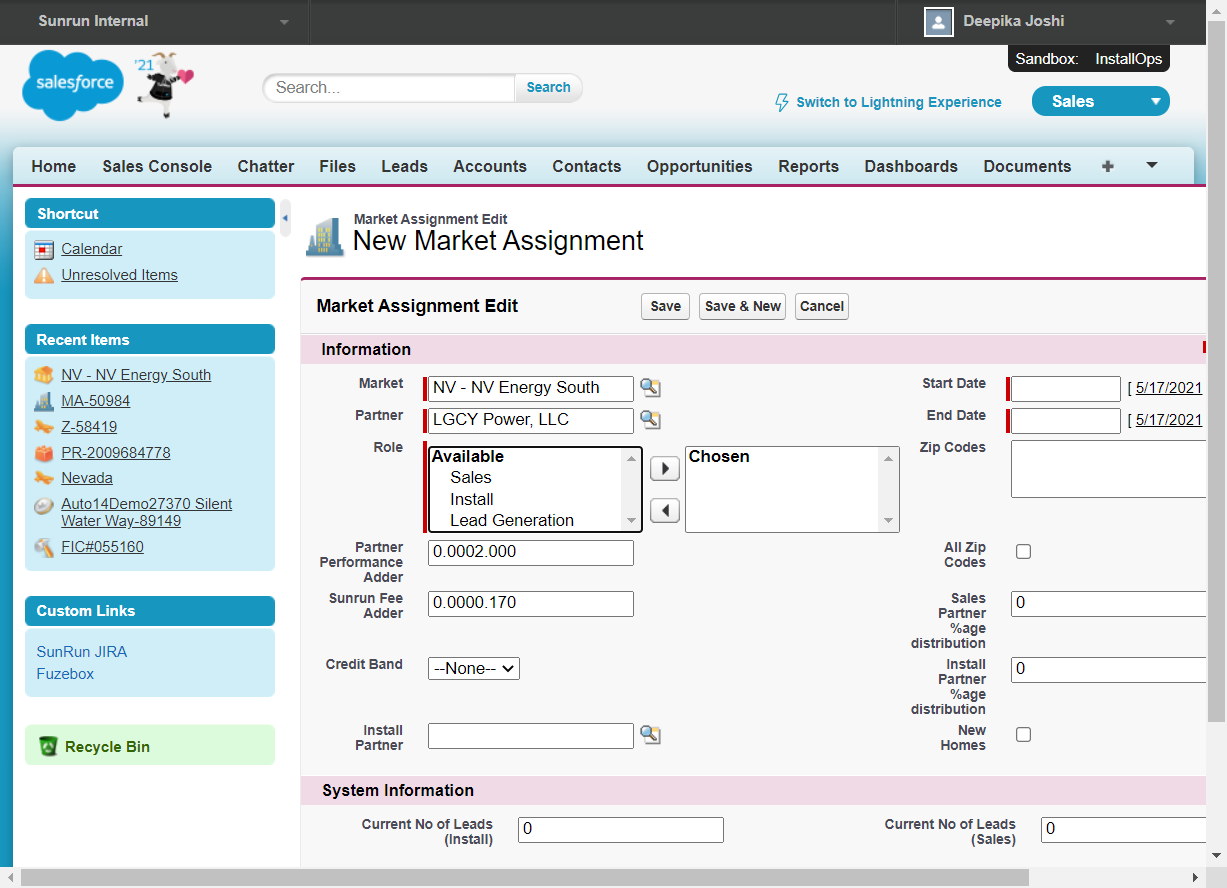 Sunrun Internal
Deepika Joshi
Sandbox: InstallOps
salesforce
'21
Search...
Search
Switch to Lightning Experience
Sales
Home Sales Console Chatter Files Leads Accounts Contacts Opportunities Reports Dashboards Documents +
Shortcut
Calendar
Unresolved Items
Recent Items
NV - NV Energy South
MA-50984
Z-58419
PR-2009684778
Nevada
Auto14Demo27370 Silent
Water Way-89149
FIC#055160
Custom Links
SunRun JIRA
Fuzebox
Recycle Bin
Market Assignment Edit
New Market Assignment
Market Assignment Edit
Save Save & New Cancel
Information
Market NV - NV Energy South
Start Date [ 5/17/2021
Partner LGCY Power, LLC
End Date [ 5/17/2021
Role
Available
Sales
Install
Lead Generation
Chosen
Zip Codes
Partner
Performance
Adder
0.0002.000
All Zip
Codes
Sunrun Fee
Adder
0.0000.170
Sales
Partner
%age
distribution
0
Credit Band --None--
Install
Partner
%age
distribution
0
Install
Partner
New
Homes
System Information
Current No of Leads
(Install)
0
Current No of Leads
(Sales)
0